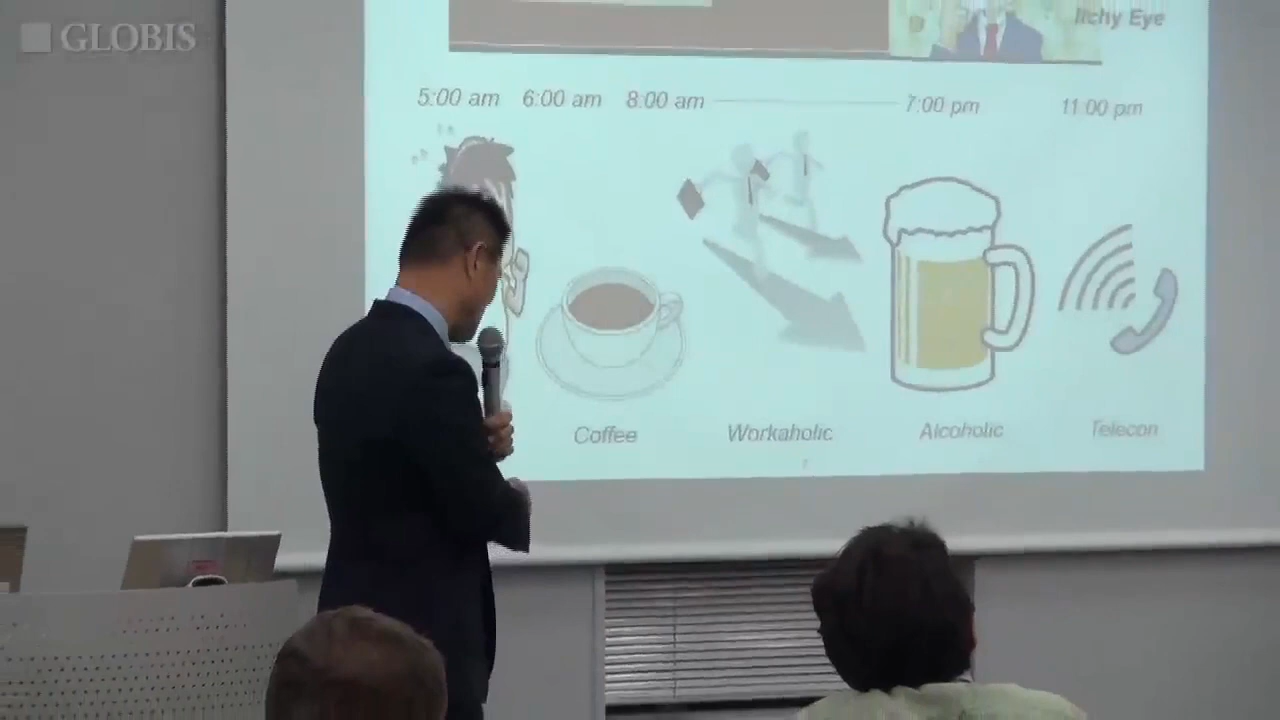 GLOBIS
Itchy Eye
5:00 am 6:00 am 8:00 am 7:00 pm 11:00 pm
Coffee Workaholic Alcoholic Telecon